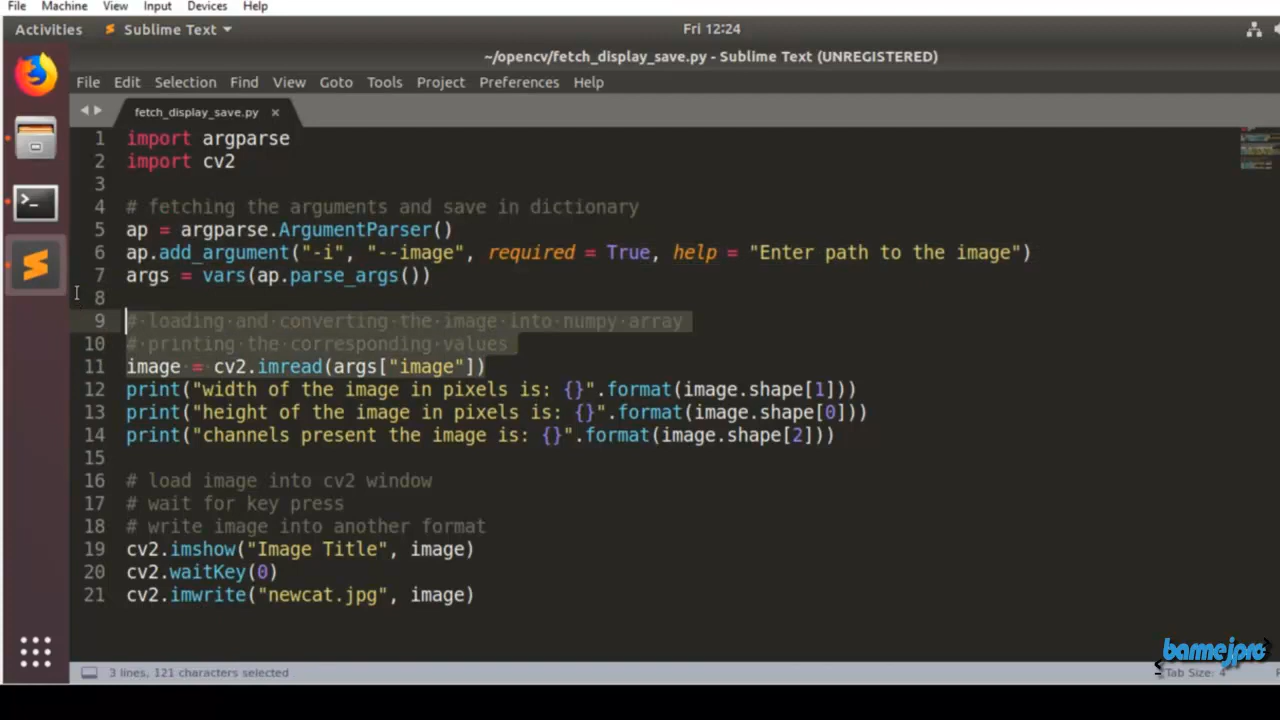 File Machine View Input Devices Help
Activities Sublime Text Fri 12:24
~/opencv/fetch_display_save.py - Sublime Text (UNREGISTERED)
File Edit Selection Find View Goto Tools Project Preferences Help
fetch_display_save.py ×
1 import argparse
2 import cv2
3
4 # fetching the arguments and save in dictionary
5 ap = argparse.ArgumentParser()
6 ap.add_argument("-i", "--image", required = True, help = "Enter path to the image")
7 args = vars(ap.parse_args())
8
9 # loading and converting the image into numpy array
10 # printing the corresponding values
11 image = cv2.imread(args["image"])
12 print("width of the image in pixels is: {}".format(image.shape[1]))
13 print("height of the image in pixels is: {}".format(image.shape[0]))
14 print("channels present the image is: {}".format(image.shape[2]))
15
16 # load image into cv2 window
17 # wait for key press
18 # write image into another format
19 cv2.imshow("Image Title", image)
20 cv2.waitKey(0)
21 cv2.imwrite("newcat.jpg", image)
barmejpro
3 lines, 121 characters selected Tab Size: 4